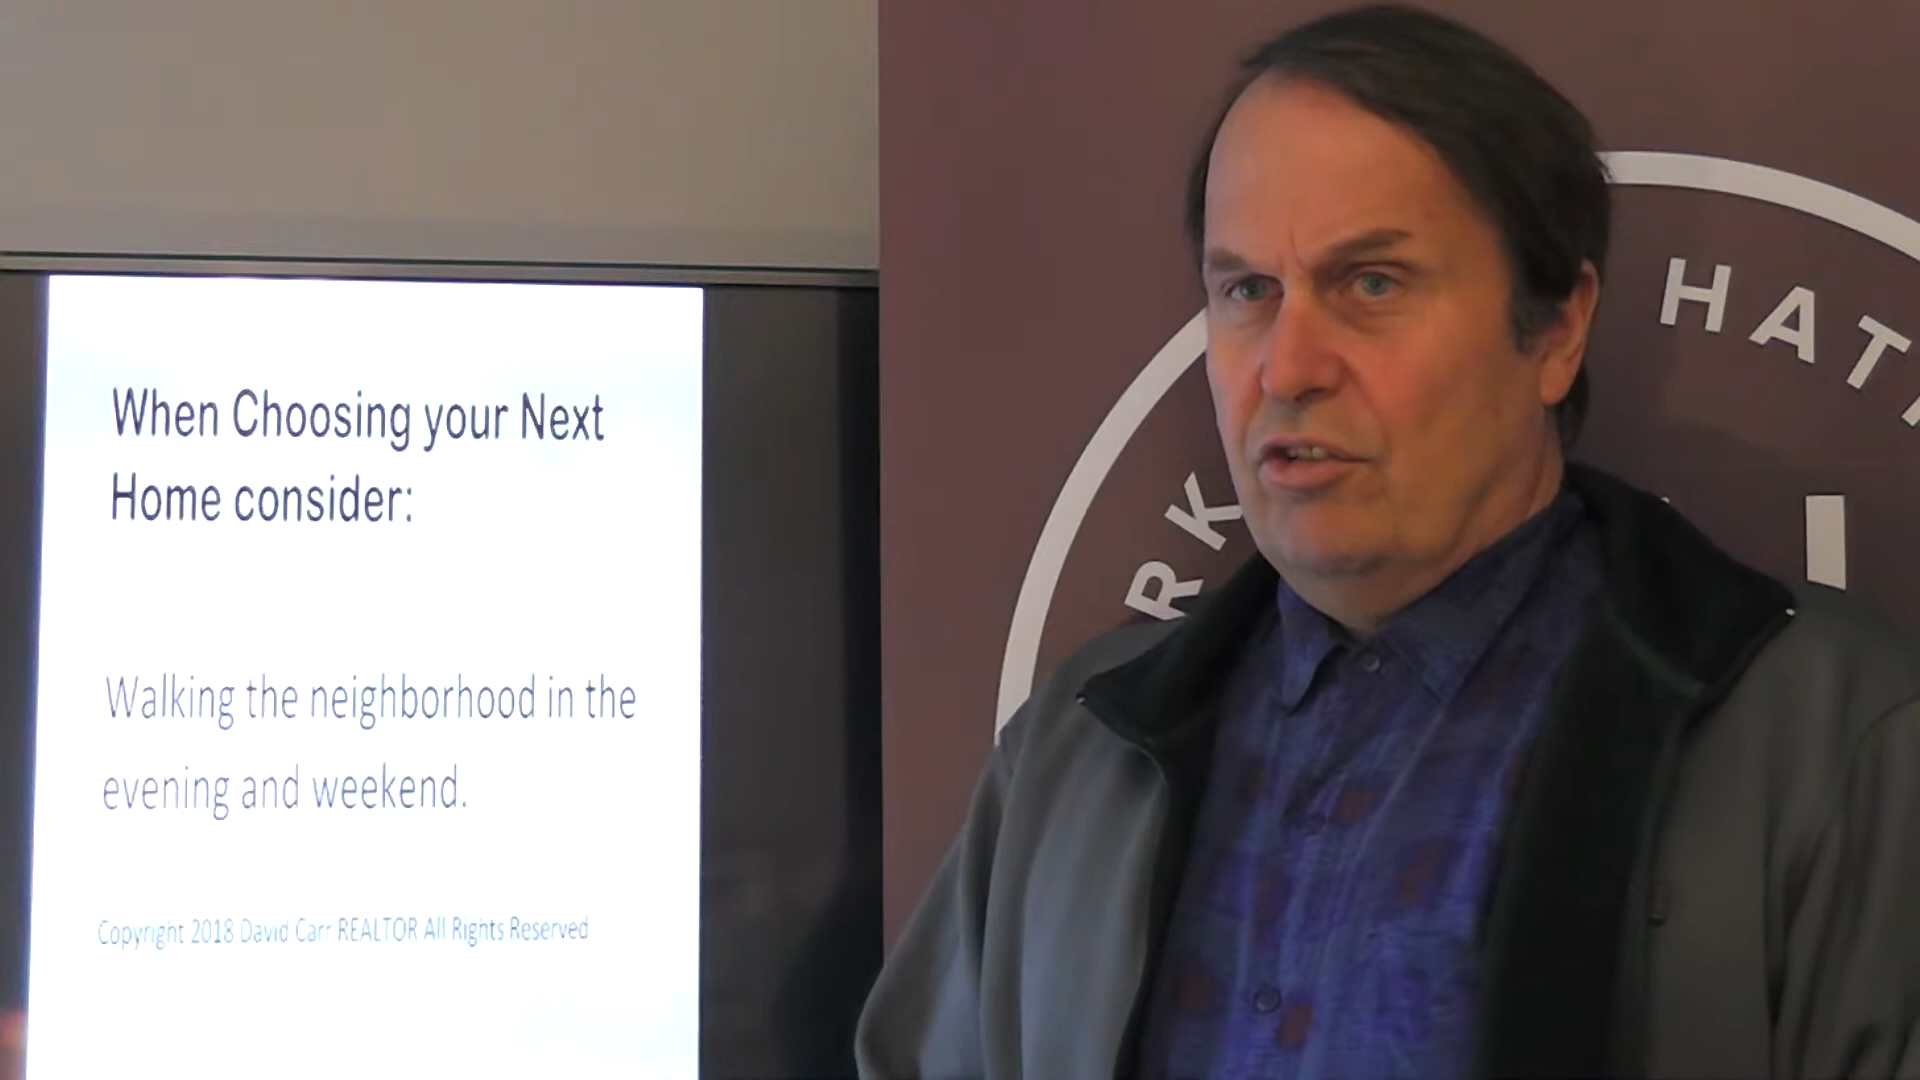 When Choosing your Next
Home consider:
Walking the neighborhood in the
evening and weekend.
Copyright 2018 David Carr REALTOR All Rights Reserved
RK
HAT